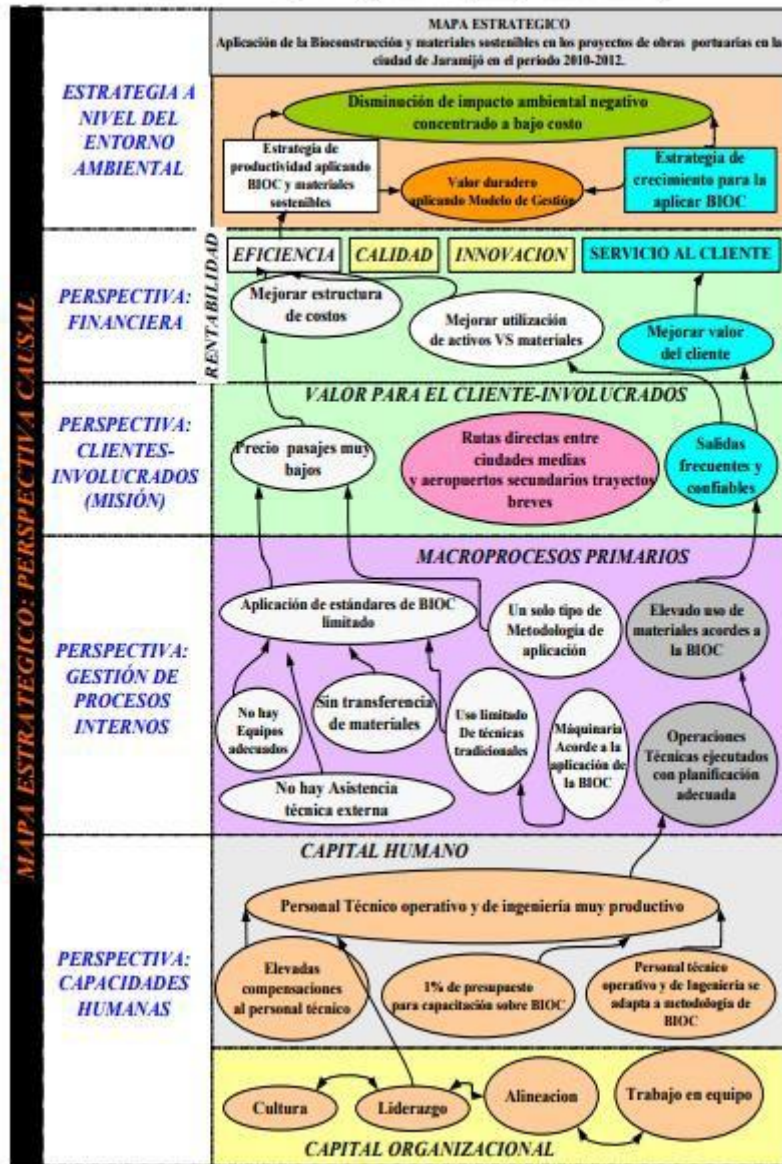 MAPA ESTRATEGICO
Aplicación de la Bioconstrucción y materiales sostenibles en los proyectos de obras portuarias en la
ciudad de Jaramijó en el período 2010-2012.
MAPA ESTRATEGICO: PERSPECTIVA CAUSAL
ESTRATEGIA A
NIVEL DEL
ENTORNO
AMBIENTAL
Disminución de impacto ambiental negativo
concentrado a bajo costo
Estrategia de
productividad aplicando
BIOC y materiales
sostenibles
Valor duradero
aplicando Modelo de Gestión
Estrategia de
crecimiento para la
aplicar BIOC
PERSPECTIVA:
FINANCIERA
RENTABILIDAD
EFICIENCIA
CALIDAD
INNOVACION
SERVICIO AL CLIENTE
Mejorar estructura
de costos
Mejorar utilización
de activos VS materiales
Mejorar valor
del cliente
PERSPECTIVA:
CLIENTES-
INVOLUCRADOS
(MISIÓN)
VALOR PARA EL CLIENTE-INVOLUCRADOS
Precio pasajes muy
bajos
Rutas directas entre
ciudades medias
y aeropuertos secundarios trayectos
breves
Salidas
frecuentes y
confiables
PERSPECTIVA:
GESTIÓN DE
PROCESOS
INTERNOS
MACROPROCESOS PRIMARIOS
Aplicación de estándares de BIOC
limitado
Un solo tipo de
Metodología de
aplicación
Elevado uso de
materiales acordes a
la BIOC
No hay
Equipos
adecuados
Sin transferencia
de materiales
Uso limitado
De técnicas
tradicionales
Máquinaria
Acorde a la
aplicación de
la BIOC
Operaciones
Técnicas ejecutados
con planificación
adecuada
No hay Asistencia
técnica externa
PERSPECTIVA:
CAPACIDADES
HUMANAS
CAPITAL HUMANO
Personal Técnico operativo y de ingeniería muy productivo
Elevadas
compensaciones
al personal técnico
1% de presupuesto
para capacitación sobre BIOC
Personal técnico
operativo y de Ingeniería se
adapta a metodología de
BIOC
Cultura
Liderazgo
Alineacion
Trabajo en equipo
CAPITAL ORGANIZACIONAL